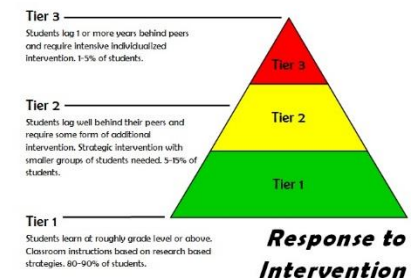 Tier 3
Students lag 1 or more years behind peers
and require intensive individualized
intervention. 1-5% of students.
Tier 2
Students lag well behind their peers and
require some form of additional
intervention. Strategic intervention with
smaller groups of students needed. 5-15% of
students.
Tier 1
Students learn at roughly grade level or above.
Classroom instructions based on research based
strategies. 80-90% of students.
Tier 3
Tier 2
Tier 1
Response to
Intervention